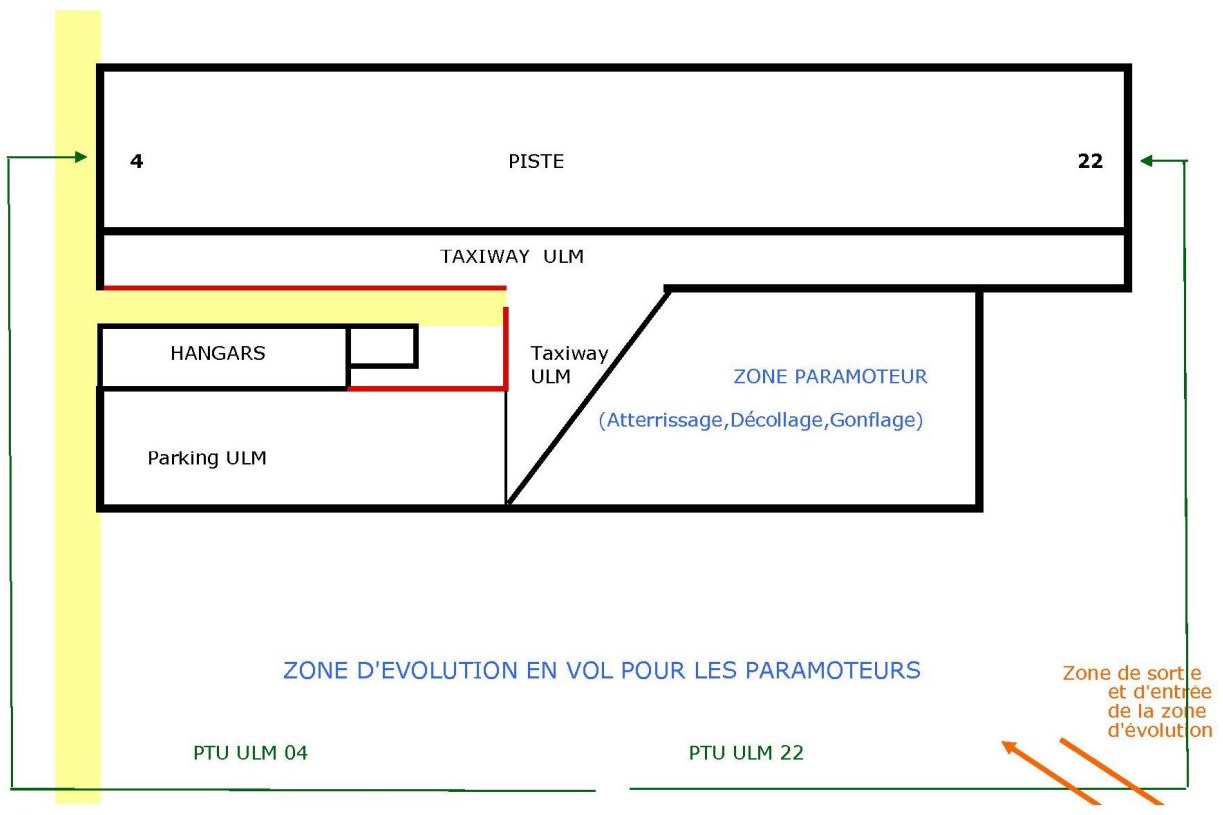 4 PISTE 22
TAXIWAY ULM
HANGARS
Taxiway
ULM
ZONE PARAMOTEUR
(Atterrissage,Décollage,Gonflage)
Parking ULM
ZONE D'EVOLUTION EN VOL POUR LES PARAMOTEURS
Zone de sortie
et d'entrée
de la zone
d'évolution
PTU ULM 04
PTU ULM 22